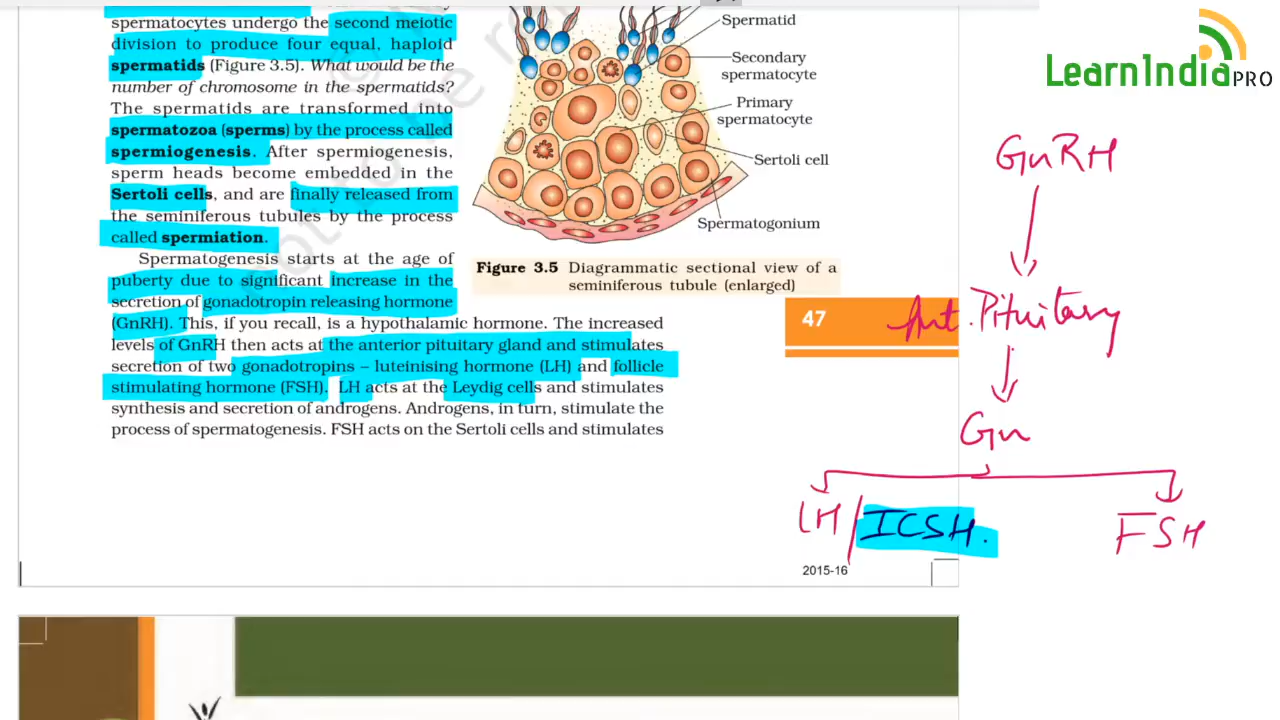 spermatocytes undergo the second meiotic
division to produce four equal, haploid
spermatids (Figure 3.5). What would be the
number of chromosome in the spermatids?
The spermatids are transformed into
spermatozoa (sperms) by the process called
spermiogenesis. After spermiogenesis,
sperm heads become embedded in the
Sertoli cells, and are finally released from
the seminiferous tubules by the process
called spermiation.
Spermatogenesis starts at the age of
puberty due to significant increase in the
secretion of gonadotropin releasing hormone
(GnRH). This, if you recall, is a hypothalamic hormone. The increased
levels of GnRH then acts at the anterior pituitary gland and stimulates
secretion of two gonadotropins – luteinising hormone (LH) and follicle
stimulating hormone (FSH). LH acts at the Leydig cells and stimulates
synthesis and secretion of androgens. Androgens, in turn, stimulate the
process of spermatogenesis. FSH acts on the Sertoli cells and stimulates
Spermatid
Secondary
spermatocyte
Primary
spermatocyte
Sertoli cell
Spermatogonium
Figure 3.5 Diagrammatic sectional view of a
seminiferous tubule (enlarged)
47
2015-16
LearnIndia PRO
GnRH
Ant. Pituitary
Gn
LH/ICSH.
FSH